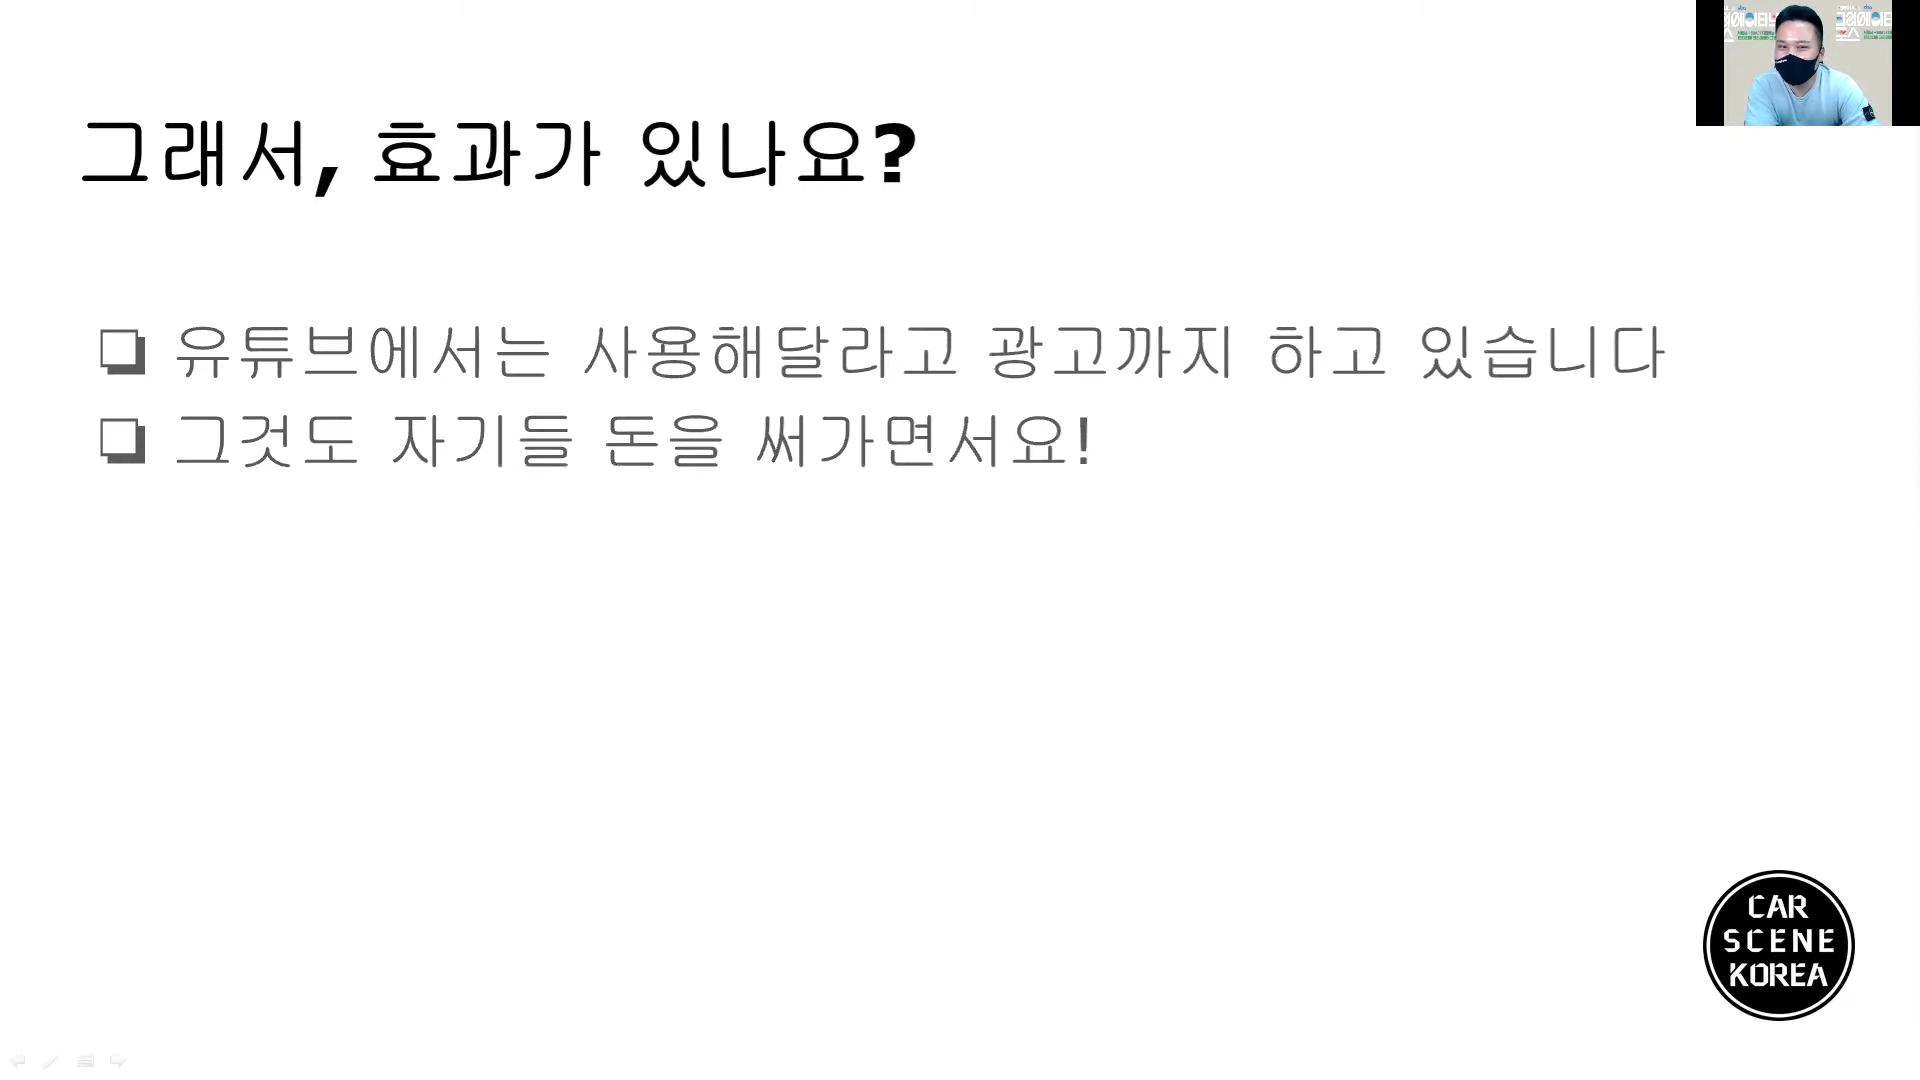 그래서, 효과가 있나요?
유튜브에서는 사용해달라고 광고까지 하고 있습니다
그것도 자기들 돈을 써가면서요!
CAR
SCENE
KOREA